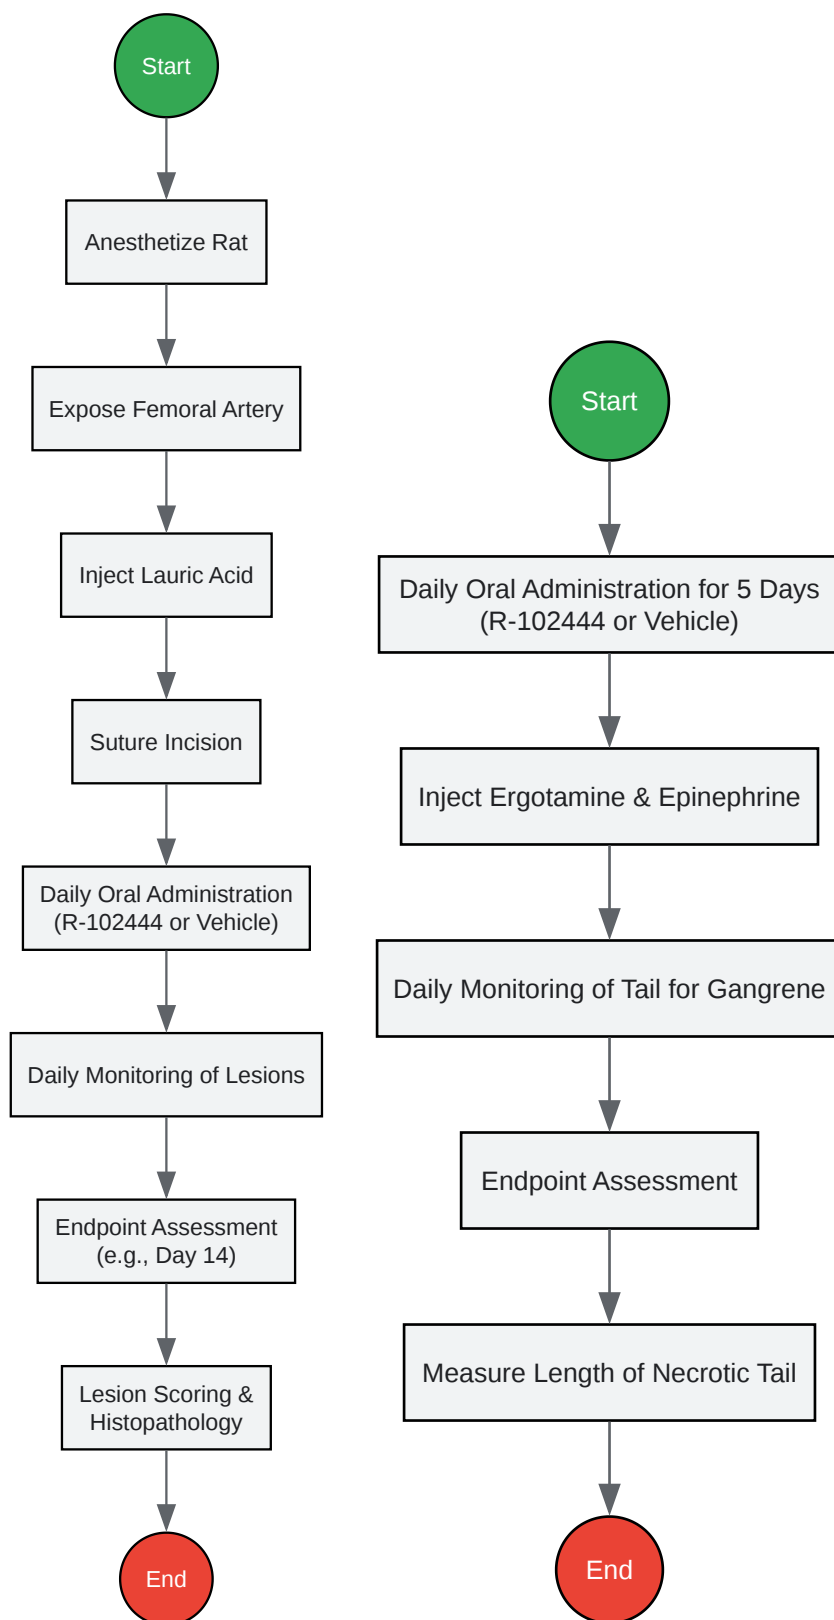 Start
Anesthetize Rat
Expose Femoral Artery
Inject Lauric Acid
Suture Incision
Daily Oral Administration
(R-102444 or Vehicle)
Daily Monitoring of Lesions
Endpoint Assessment
(e.g., Day 14)
Lesion Scoring &
Histopathology
End
Start
Daily Oral Administration for 5 Days
(R-102444 or Vehicle)
Inject Ergotamine & Epinephrine
Daily Monitoring of Tail for Gangrene
Endpoint Assessment
Measure Length of Necrotic Tail
End